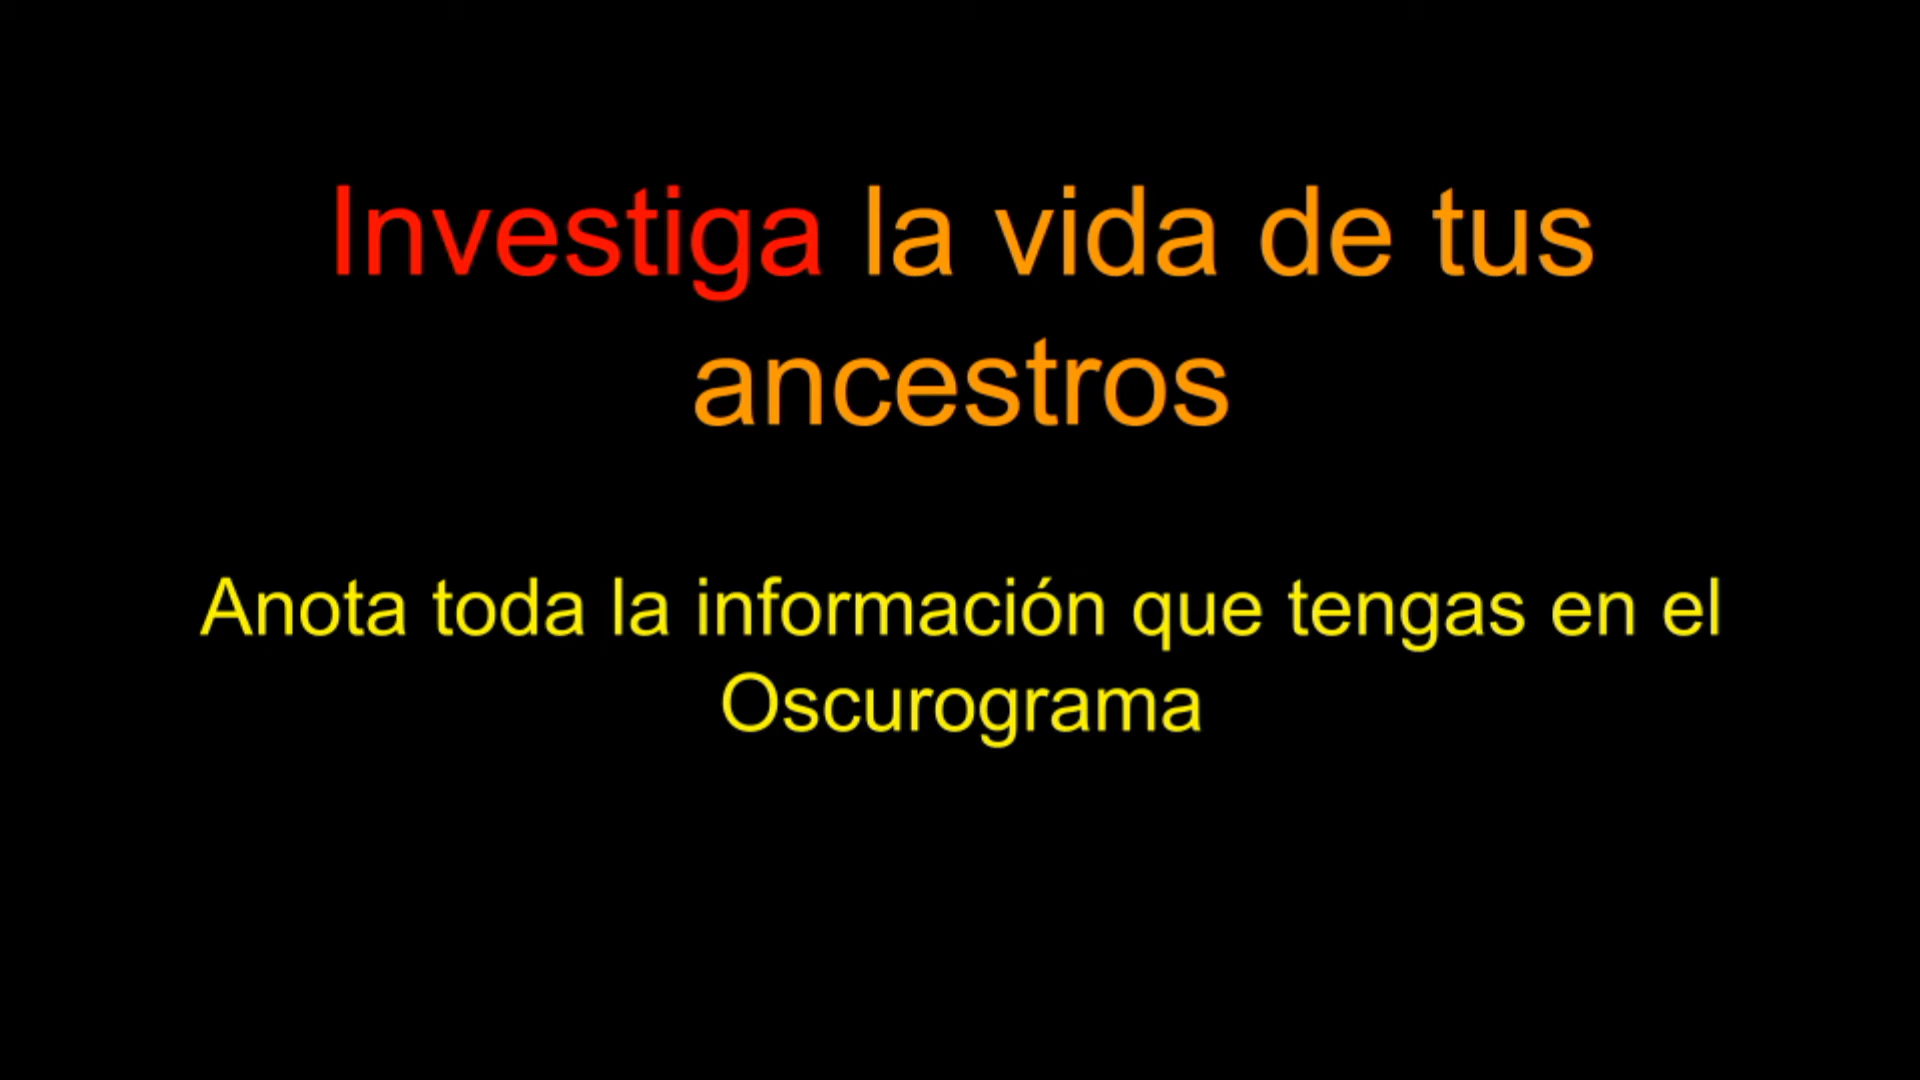 Investiga la vida de tus
ancestros
Anota toda la información que tengas en el
Oscurograma